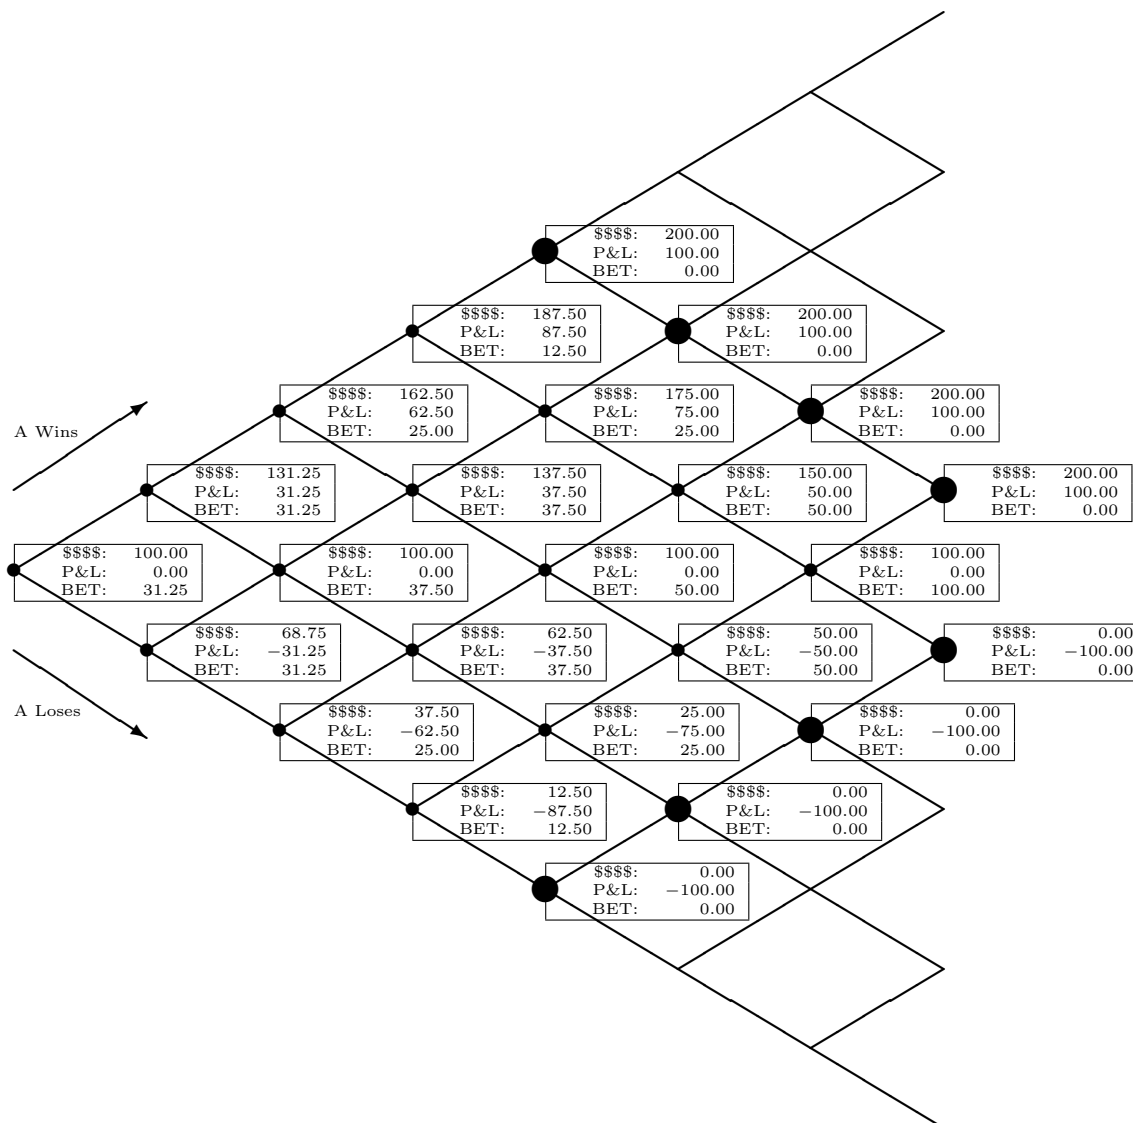 $$$$: 200.00
P&L: 100.00
BET: 0.00
$$$$: 187.50
P&L: 87.50
BET: 12.50
$$$$: 200.00
P&L: 100.00
BET: 0.00
A Wins
$$$$: 162.50
P&L: 62.50
BET: 25.00
$$$$: 175.00
P&L: 75.00
BET: 25.00
$$$$: 200.00
P&L: 100.00
BET: 0.00
$$$$: 131.25
P&L: 31.25
BET: 31.25
$$$$: 137.50
P&L: 37.50
BET: 37.50
$$$$: 150.00
P&L: 50.00
BET: 50.00
$$$$: 200.00
P&L: 100.00
BET: 0.00
$$$$: 100.00
P&L: 0.00
BET: 31.25
$$$$: 100.00
P&L: 0.00
BET: 37.50
$$$$: 100.00
P&L: 0.00
BET: 50.00
$$$$: 100.00
P&L: 0.00
BET: 100.00
$$$$: 68.75
P&L: −31.25
BET: 31.25
$$$$: 62.50
P&L: −37.50
BET: 37.50
$$$$: 50.00
P&L: −50.00
BET: 50.00
$$$$: 0.00
P&L: −100.00
BET: 0.00
A Loses
$$$$: 37.50
P&L: −62.50
BET: 25.00
$$$$: 25.00
P&L: −75.00
BET: 25.00
$$$$: 0.00
P&L: −100.00
BET: 0.00
$$$$: 12.50
P&L: −87.50
BET: 12.50
$$$$: 0.00
P&L: −100.00
BET: 0.00
$$$$: 0.00
P&L: −100.00
BET: 0.00